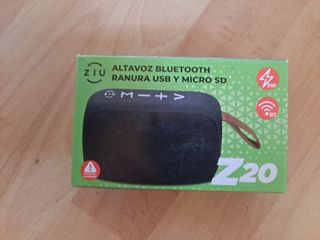 ZIU
ALTAVOZ BLUETOOTH
RANURA USB Y MICRO SD
5W
BT
Z20